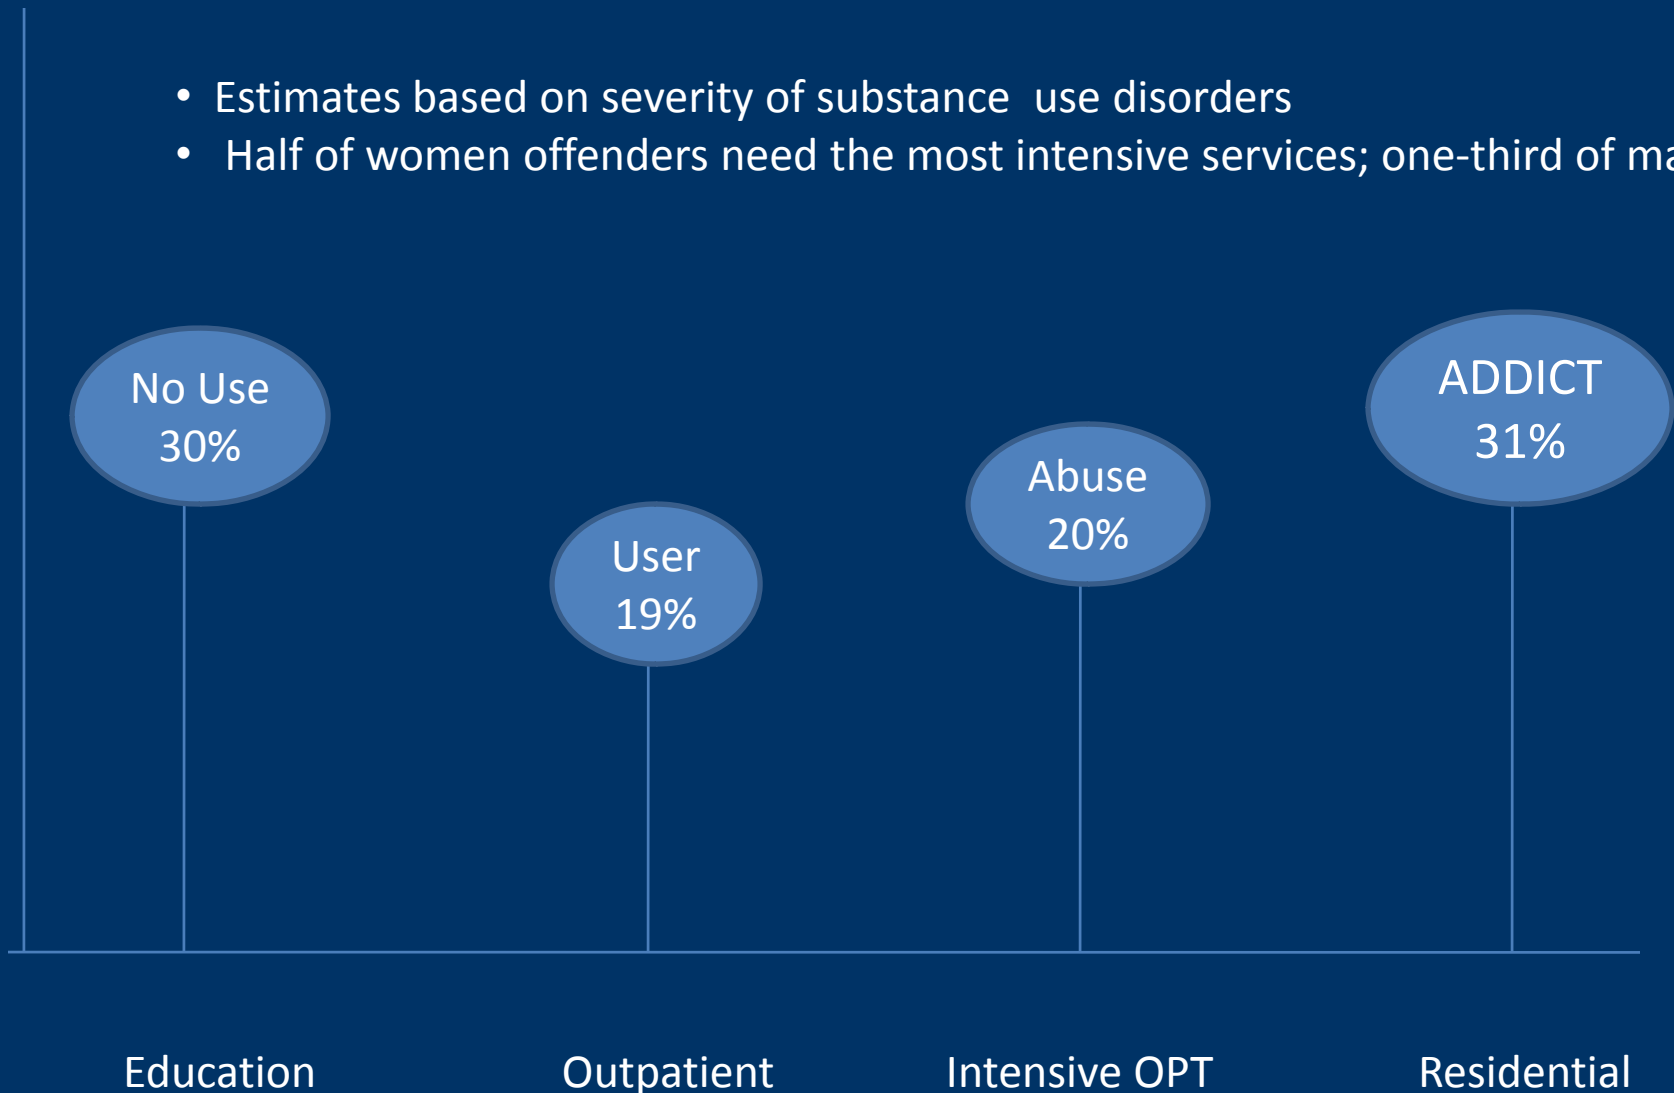 • Estimates based on severity of substance  use disorders
• Half of women offenders need the most intensive services; one-third of ma
No Use
30%
User
19%
Abuse
20%
ADDICT
31%
Education
Outpatient
Intensive OPT
Residential